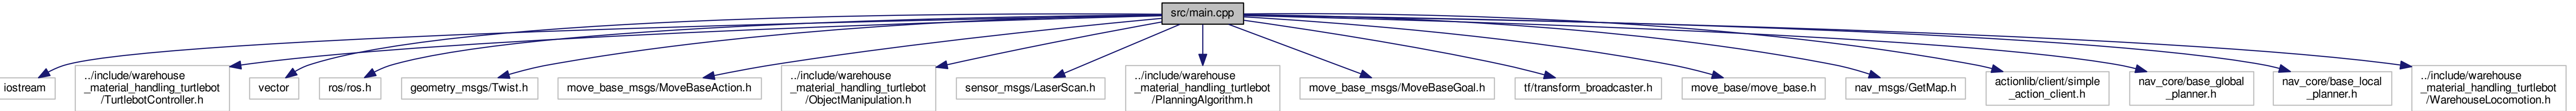 src/main.cpp
iostream
../include/warehouse
_material_handling_turtlebot
/TurtlebotController.h
vector
ros/ros.h
geometry_msgs/Twist.h
move_base_msgs/MoveBaseAction.h
../include/warehouse
_material_handling_turtlebot
/ObjectManipulation.h
sensor_msgs/LaserScan.h
../include/warehouse
_material_handling_turtlebot
/PlanningAlgorithm.h
move_base_msgs/MoveBaseGoal.h
tf/transform_broadcaster.h
move_base/move_base.h
nav_msgs/GetMap.h
actionlib/client/simple
_action_client.h
nav_core/base_global
_planner.h
nav_core/base_local
_planner.h
../include/warehouse
_material_handling_turtlebot
/WarehouseLocomotion.h